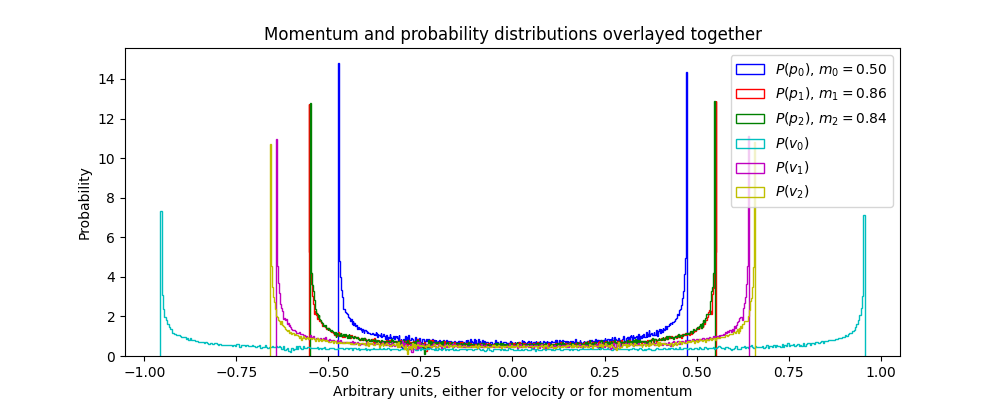 Momentum and probability distributions overlayed together
Probability
14
12
10
8
6
4
2
0
P(p₀), m₀ = 0.50
P(p₁), m₁ = 0.86
P(p₂), m₂ = 0.84
P(v₀)
P(v₁)
P(v₂)
−1.00 −0.75 −0.50 −0.25 0.00 0.25 0.50 0.75 1.00
Arbitrary units, either for velocity or for momentum